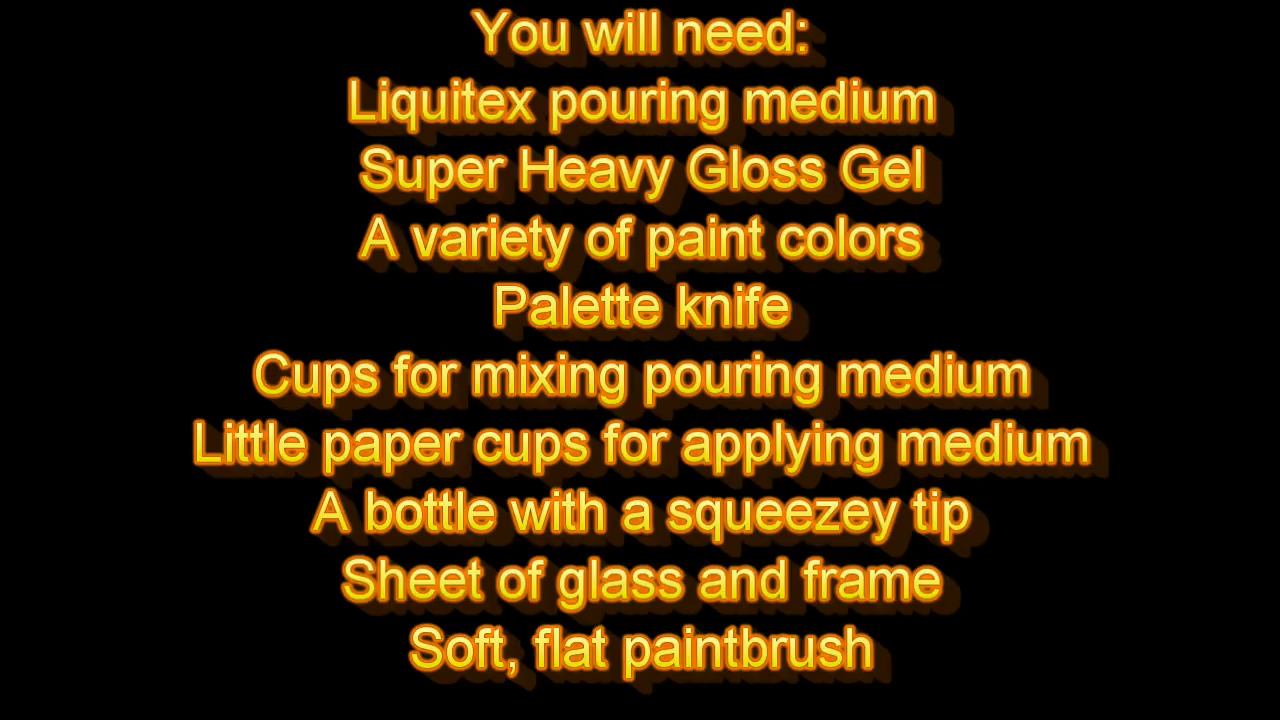 You will need:
Liquitex pouring medium
Super Heavy Gloss Gel
A variety of paint colors
Palette knife
Cups for mixing pouring medium
Little paper cups for applying medium
A bottle with a squeezey tip
Sheet of glass and frame
Soft, flat paintbrush